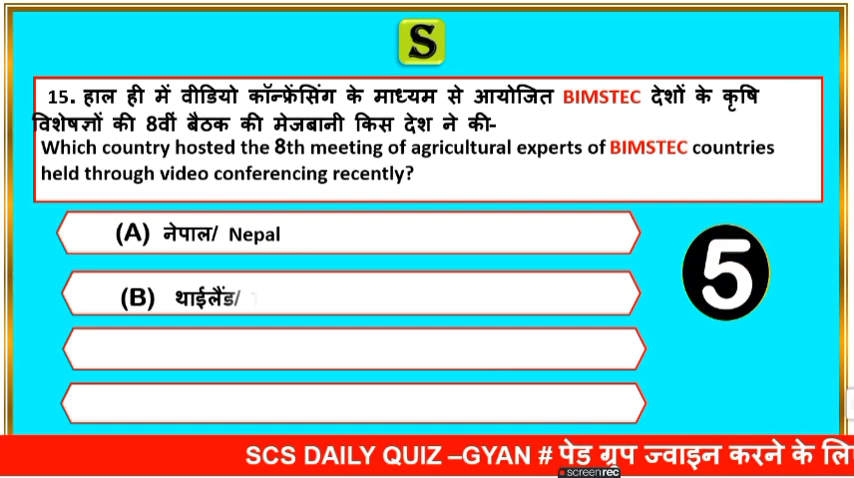 S
15. हाल ही में वीडियो कॉन्फ्रेंसिंग के माध्यम से आयोजित BIMSTEC देशों के कृषि
विशेषज्ञों की 8वीं बैठक की मेजबानी किस देश ने की-
Which country hosted the 8th meeting of agricultural experts of BIMSTEC countries
held through video conferencing recently?
(A) नेपाल/ Nepal
(B) थाईलैंड/
5
SCS DAILY QUIZ –GYAN # पेड ग्रुप ज्वाइन करने के लि
screenrec